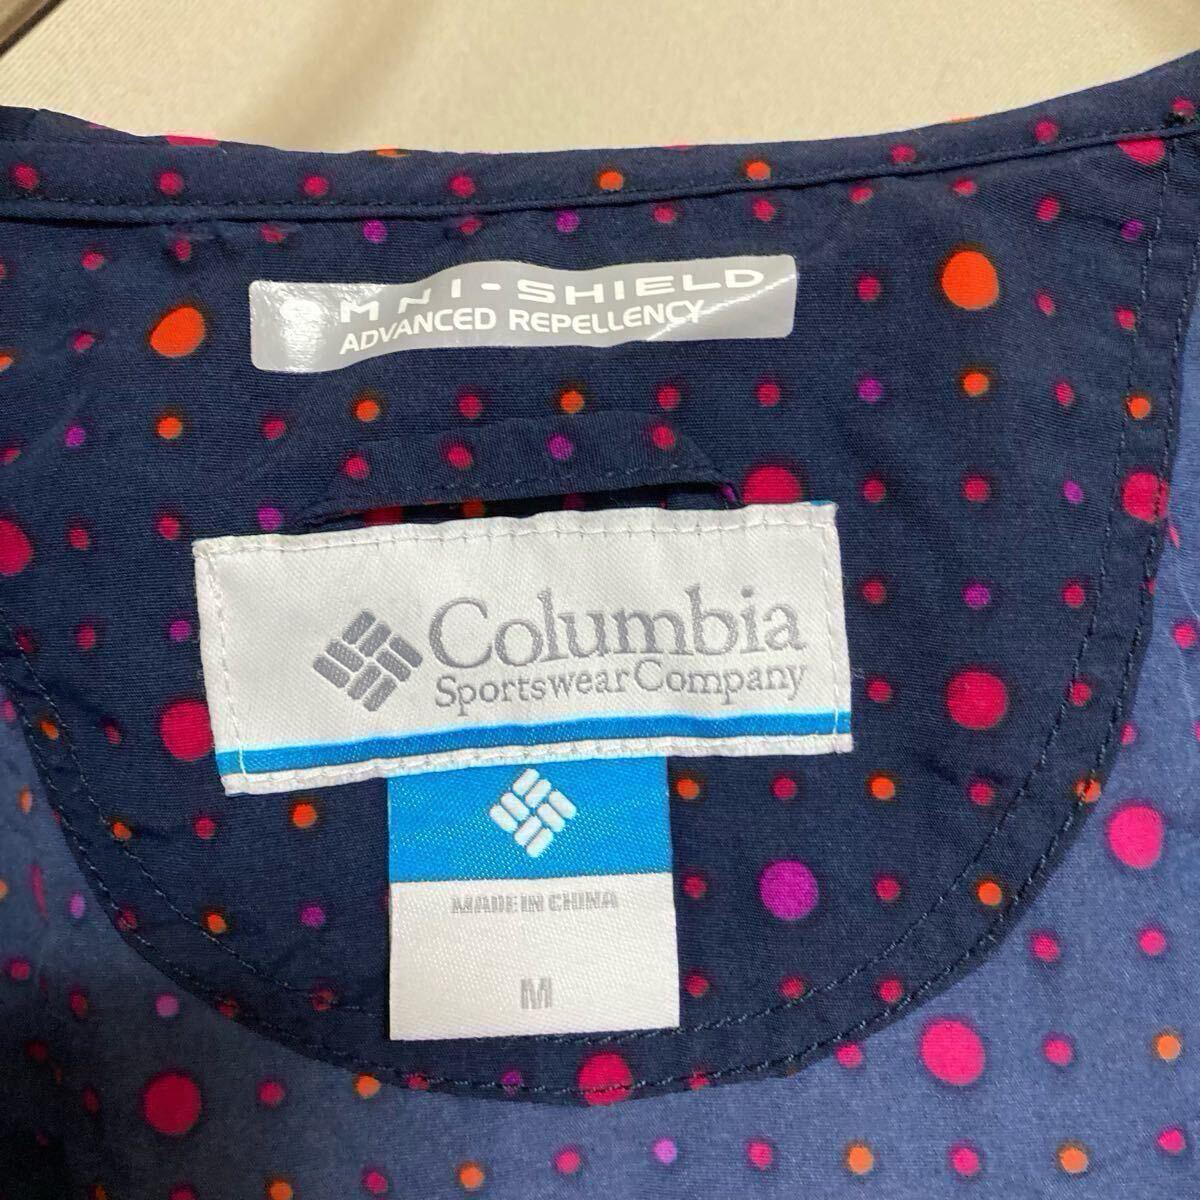 OMNI-SHIELD
ADVANCED REPELLENCY
Columbia
Sportswear Company
MADE IN CHINA
M